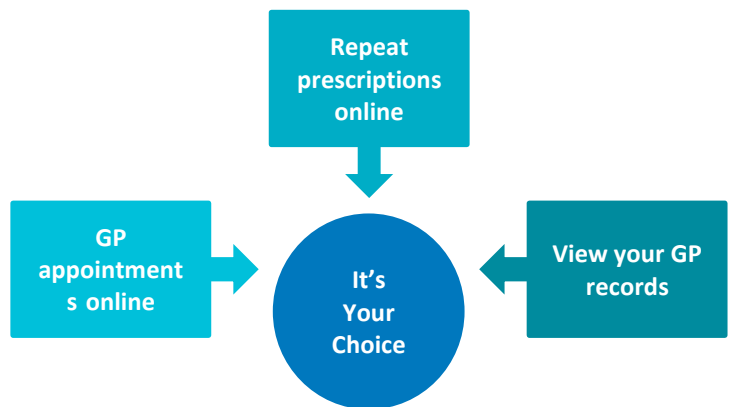 Repeat
prescriptions
online
GP
appointment
s online
It’s
Your
Choice
View your GP
records